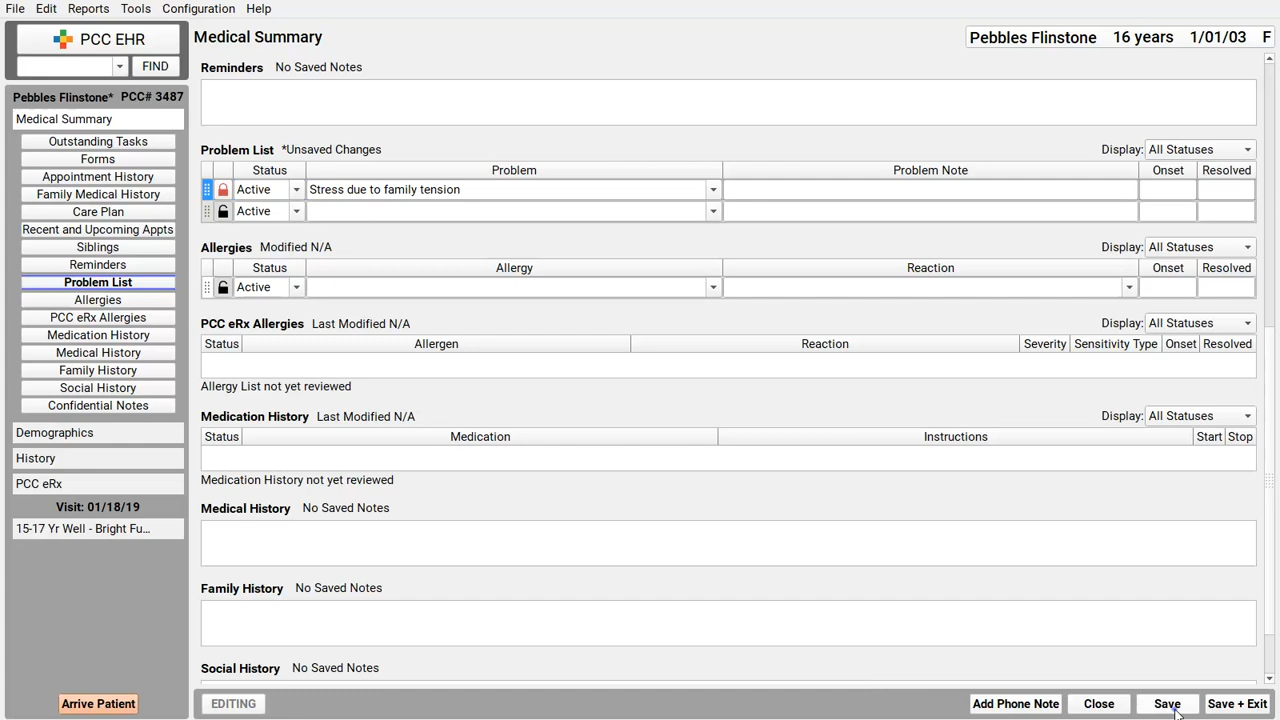 File Edit Reports Tools Configuration Help
PCC EHR
FIND
Pebbles Flinstone* PCC# 3487
Medical Summary
Outstanding Tasks
Forms
Appointment History
Family Medical History
Care Plan
Recent and Upcoming Appts
Siblings
Reminders
Problem List
Allergies
PCC eRx Allergies
Medication History
Medical History
Family History
Social History
Confidential Notes
Demographics
History
PCC eRx
Visit: 01/18/19
15-17 Yr Well - Bright Fu...
Arrive Patient
Medical Summary
Pebbles Flinstone 16 years 1/01/03 F
Reminders No Saved Notes
Problem List *Unsaved Changes Display: All Statuses
Status Problem Problem Note Onset Resolved
Active Stress due to family tension
Active
Allergies Modified N/A Display: All Statuses
Status Allergy Reaction Onset Resolved
Active
PCC eRx Allergies Last Modified N/A Display: All Statuses
Status Allergen Reaction Severity Sensitivity Type Onset Resolved
Allergy List not yet reviewed
Medication History Last Modified N/A Display: All Statuses
Status Medication Instructions Start Stop
Medication History not yet reviewed
Medical History No Saved Notes
Family History No Saved Notes
Social History No Saved Notes
EDITING Add Phone Note Close Save Save + Exit